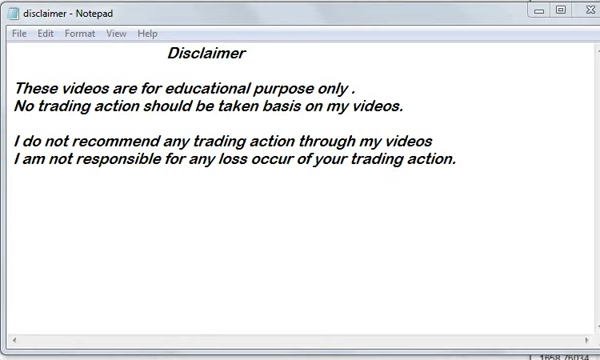 disclaimer - Notepad
File Edit Format View Help
Disclaimer
These videos are for educational purpose only .
No trading action should be taken basis on my videos.
I do not recommend any trading action through my videos
I am not responsible for any loss occur of your trading action.